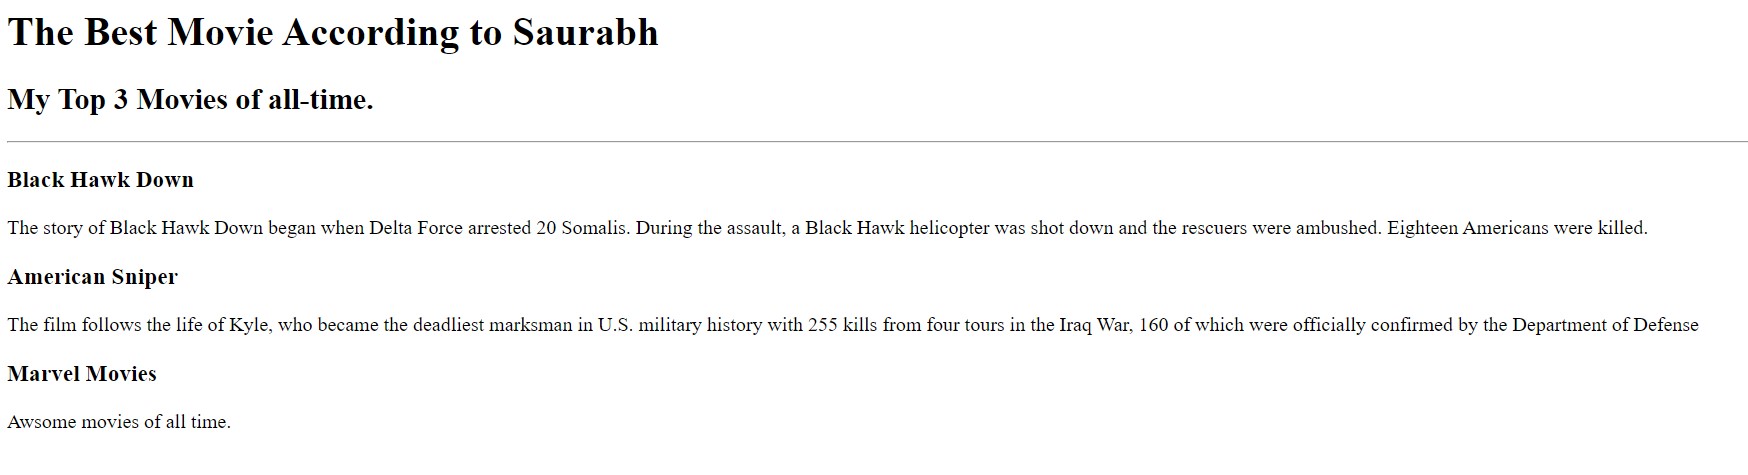 The Best Movie According to Saurabh
My Top 3 Movies of all-time.
Black Hawk Down
The story of Black Hawk Down began when Delta Force arrested 20 Somalis. During the assault, a Black Hawk helicopter was shot down and the rescuers were ambushed. Eighteen Americans were killed.
American Sniper
The film follows the life of Kyle, who became the deadliest marksman in U.S. military history with 255 kills from four tours in the Iraq War, 160 of which were officially confirmed by the Department of Defense
Marvel Movies
Awsome movies of all time.